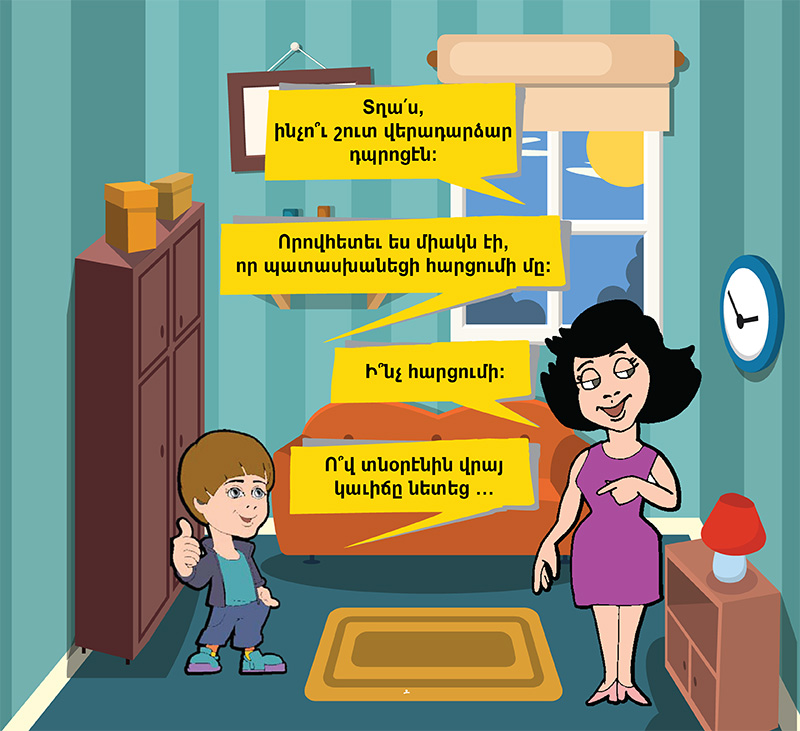 Տղա՛ս,
ինչո՞ւ շուտ վերադարձար
դպրոցէն:
Որովհետեւ ես միակն էի,
որ պատասխանեցի հարցումի մը:
Ի՞նչ հարցումի:
Ո՞վ տնօրէնին վրայ
կաւիճը նետեց ...